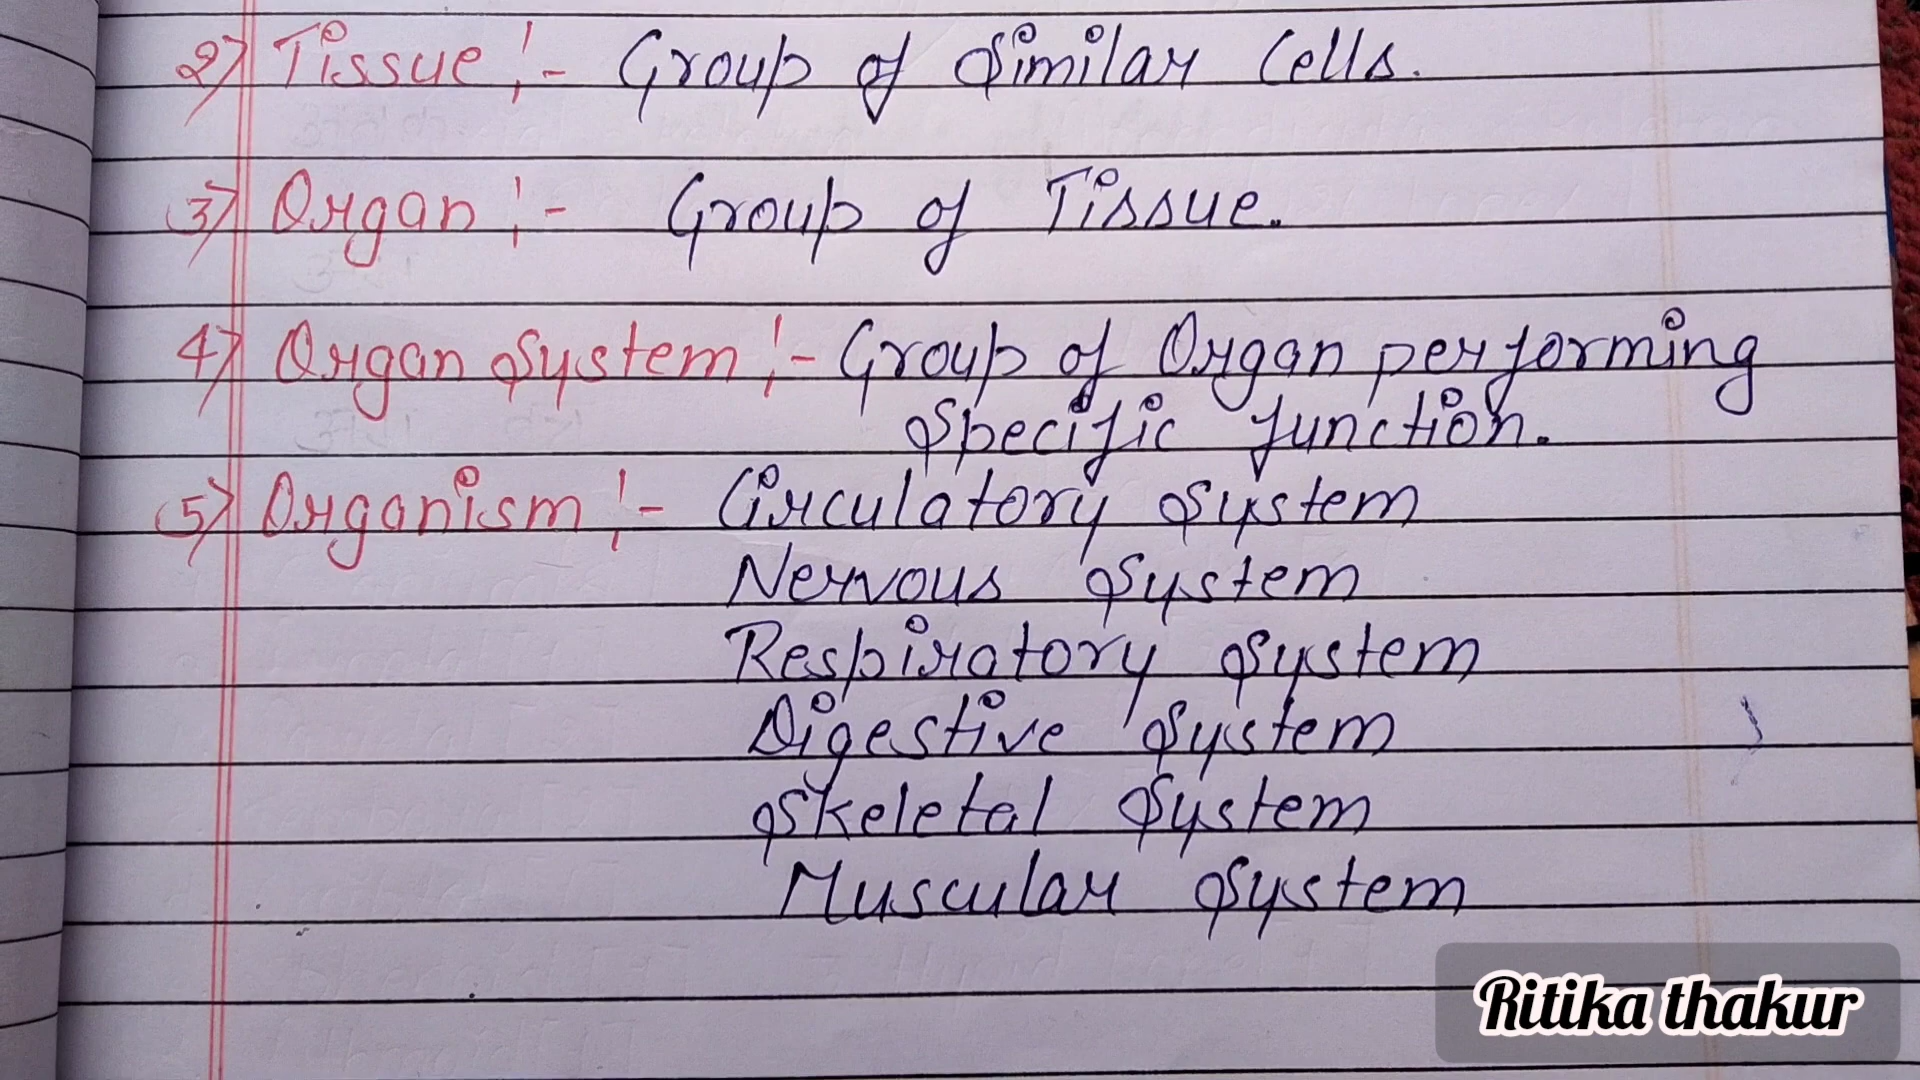 2) Tissue :- Group of Similar Cells.
3) Organ :- Group of Tissue.
4) Organ System :- Group of Organ performing
Specific function.
5) Organism :- Circulatory System
Nervous System
Respiratory System
Digestive System
Skeletal System
Muscular System
Ritika thakur